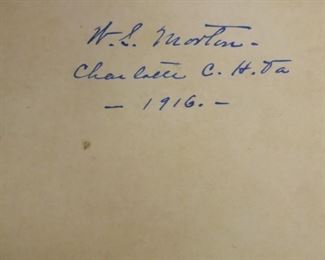 W. S. Morton -
Charlotte C. H. Va
- 1916. -